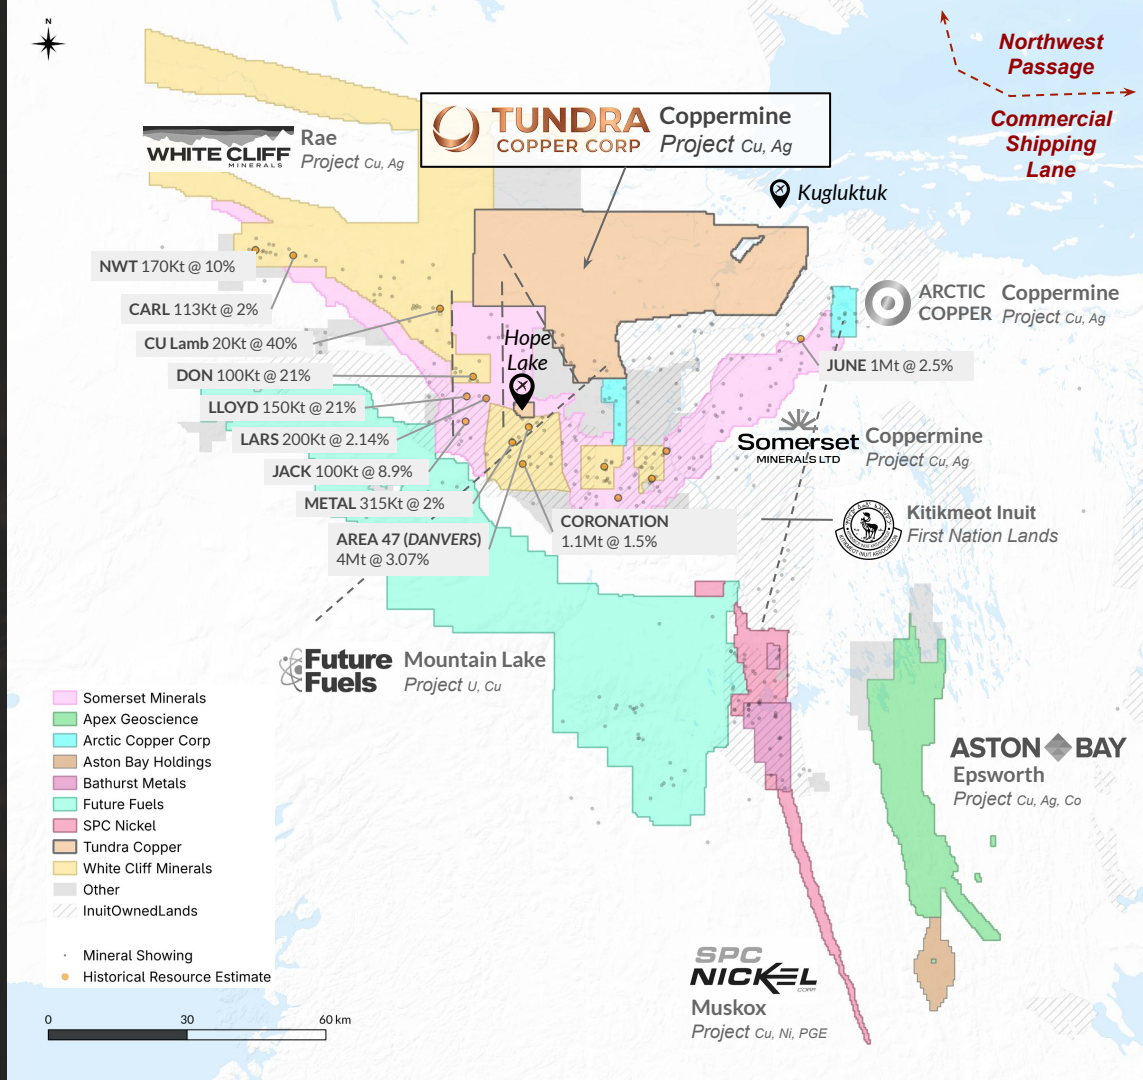 N
Northwest
Passage
Commercial
Shipping
Lane
TUNDRA
COPPER CORP
Coppermine
Project Cu, Ag
WHITE CLIFF
MINERALS
Rae
Project Cu, Ag
Kugluktuk
NWT 170Kt @ 10%
CARL 113Kt @ 2%
CU Lamb 20Kt @ 40%
DON 100Kt @ 21%
LLOYD 150Kt @ 21%
LARS 200Kt @ 2.14%
JACK 100Kt @ 8.9%
METAL 315Kt @ 2%
AREA 47 (DANVERS)
4Mt @ 3.07%
Hope
Lake
CORONATION
1.1Mt @ 1.5%
ARCTIC
COPPER
Coppermine
Project Cu, Ag
JUNE 1Mt @ 2.5%
Somerset
MINERALS LTD
Coppermine
Project Cu, Ag
Kitikmeot Inuit
First Nation Lands
Future
Fuels
Mountain Lake
Project U, Cu
ASTON BAY
Epsworth
Project Cu, Ag, Co
SPC
NICKEL
CORP
Muskox
Project Cu, Ni, PGE
Somerset Minerals
Apex Geoscience
Arctic Copper Corp
Aston Bay Holdings
Bathurst Metals
Future Fuels
SPC Nickel
Tundra Copper
White Cliff Minerals
Other
InuitOwnedLands
Mineral Showing
Historical Resource Estimate
0 30 60 km